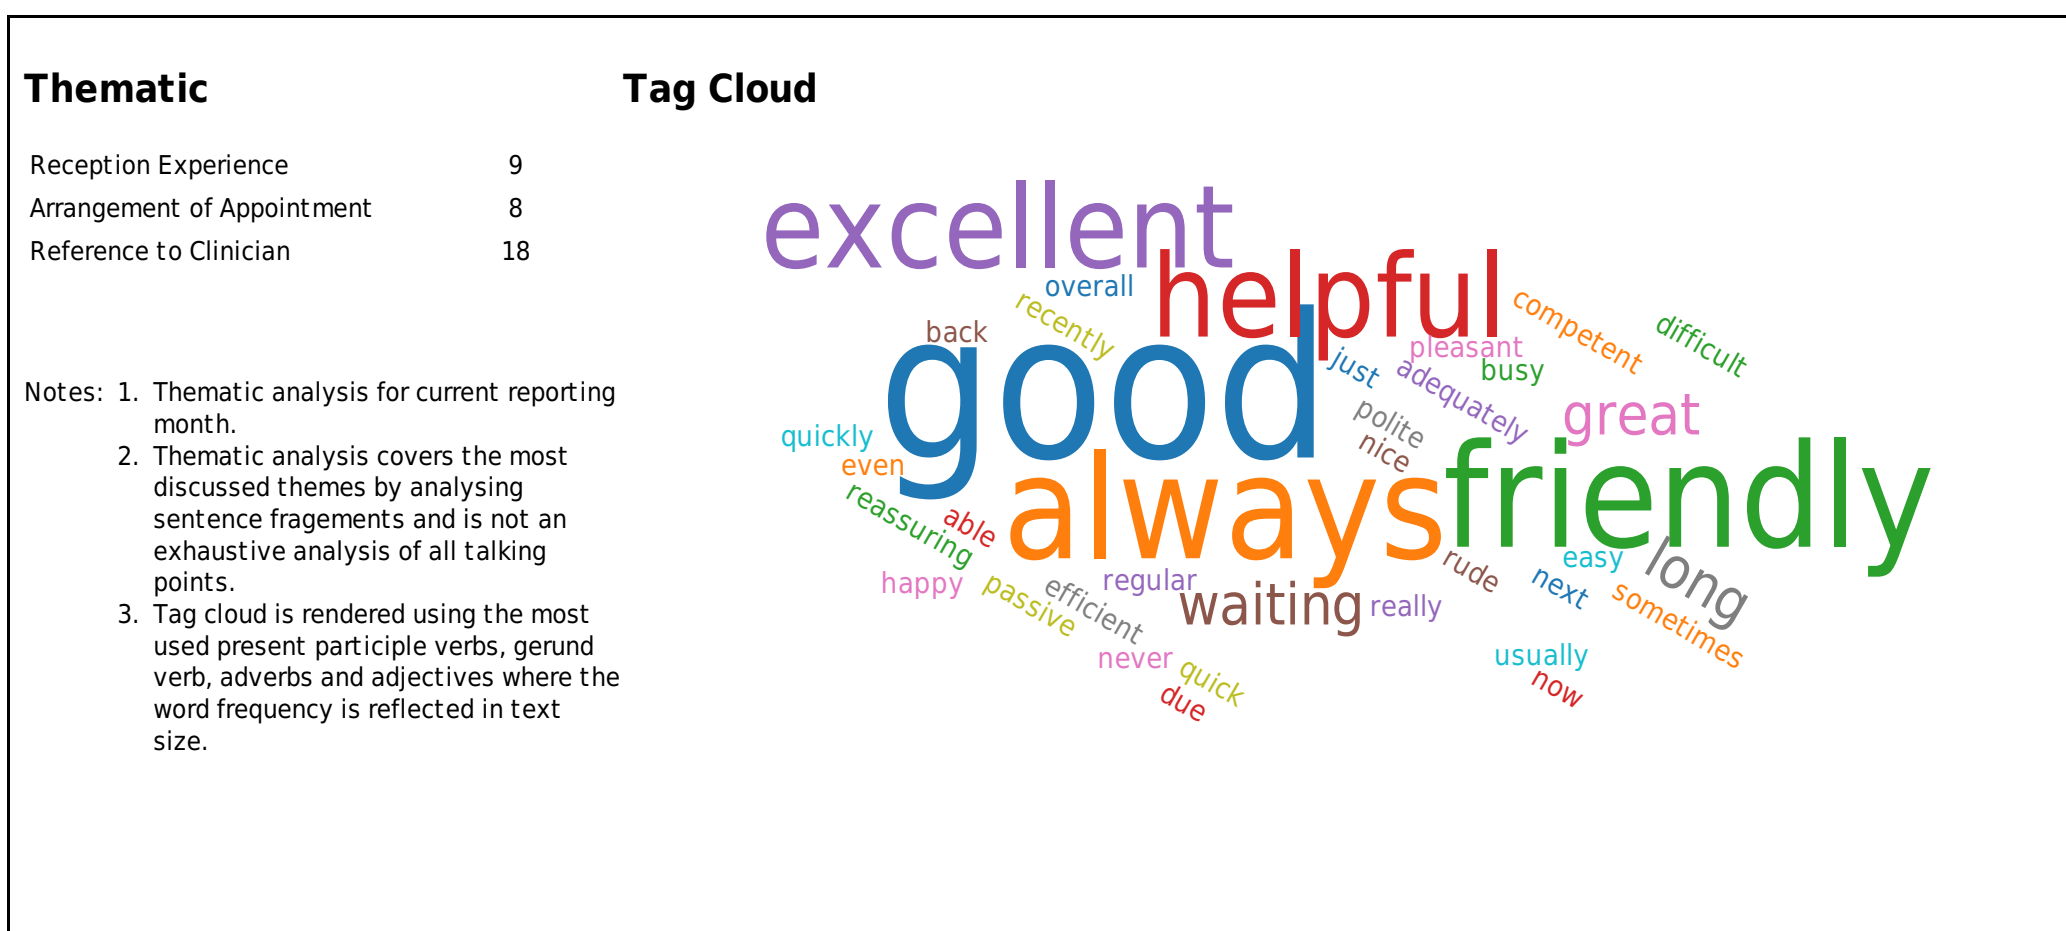 Thematic
Tag Cloud
Reception Experience 9
Arrangement of Appointment 8
Reference to Clinician 18
Notes: 1. Thematic analysis for current reporting
month.
2. Thematic analysis covers the most
discussed themes by analysing
sentence fragements and is not an
exhaustive analysis of all talking
points.
3. Tag cloud is rendered using the most
used present participle verbs, gerund
verb, adverbs and adjectives where the
word frequency is reflected in text
size.
excellent
helpful
overall
recently
competent
difficult
back
good
just
pleasant
busy
adequately
great
polite
nice
quickly
even
always
friendly
reassuring
able
rude
easy
long
happy
passive
efficient
regular
waiting
really
next
sometimes
never
quick
due
usually
now